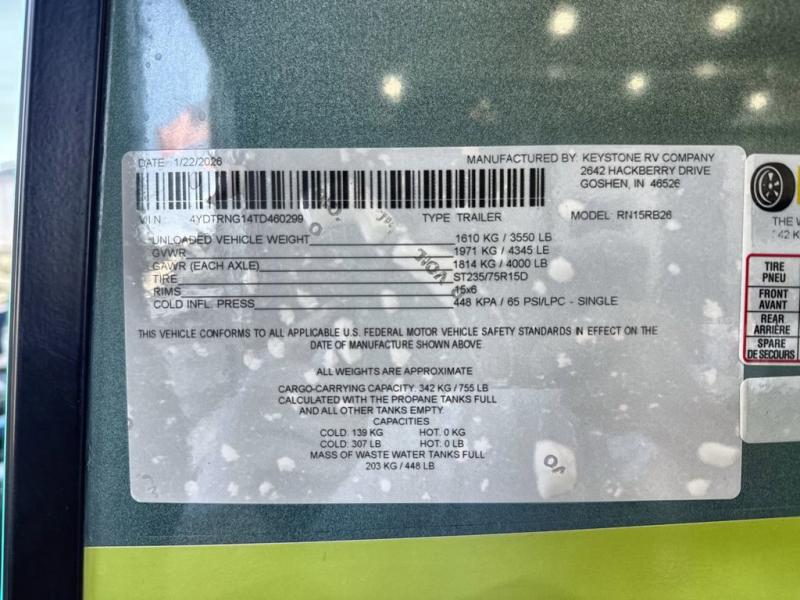 DATE: 1/22/2026
MANUFACTURED BY: KEYSTONE RV COMPANY
2642 HACKBERRY DRIVE
GOSHEN, IN 46526
V.I.N.: 4YDTRNG14TD460299 TYPE: TRAILER MODEL: RN15RB26
UNLOADED VEHICLE WEIGHT 1610 KG / 3550 LB
GVWR 1971 KG / 4345 LB
GAWR (EACH AXLE) 1814 KG / 4000 LB
TIRE ST235/75R15D
RIMS 15x6
COLD INFL. PRESS 448 KPA / 65 PSI/LPC - SINGLE
THIS VEHICLE CONFORMS TO ALL APPLICABLE U.S. FEDERAL MOTOR VEHICLE SAFETY STANDARDS IN EFFECT ON THE
DATE OF MANUFACTURE SHOWN ABOVE
ALL WEIGHTS ARE APPROXIMATE
CARGO-CARRYING CAPACITY: 342 KG / 755 LB
CALCULATED WITH THE PROPANE TANKS FULL
AND ALL OTHER TANKS EMPTY.
CAPACITIES
COLD: 139 KG HOT: 0 KG
COLD: 307 LB HOT: 0 LB
MASS OF WASTE WATER TANKS FULL
203 KG / 448 LB
THE W
TIRE
PNEU
FRONT
AVANT
REAR
ARRIÈRE
SPARE
DE SECOURS